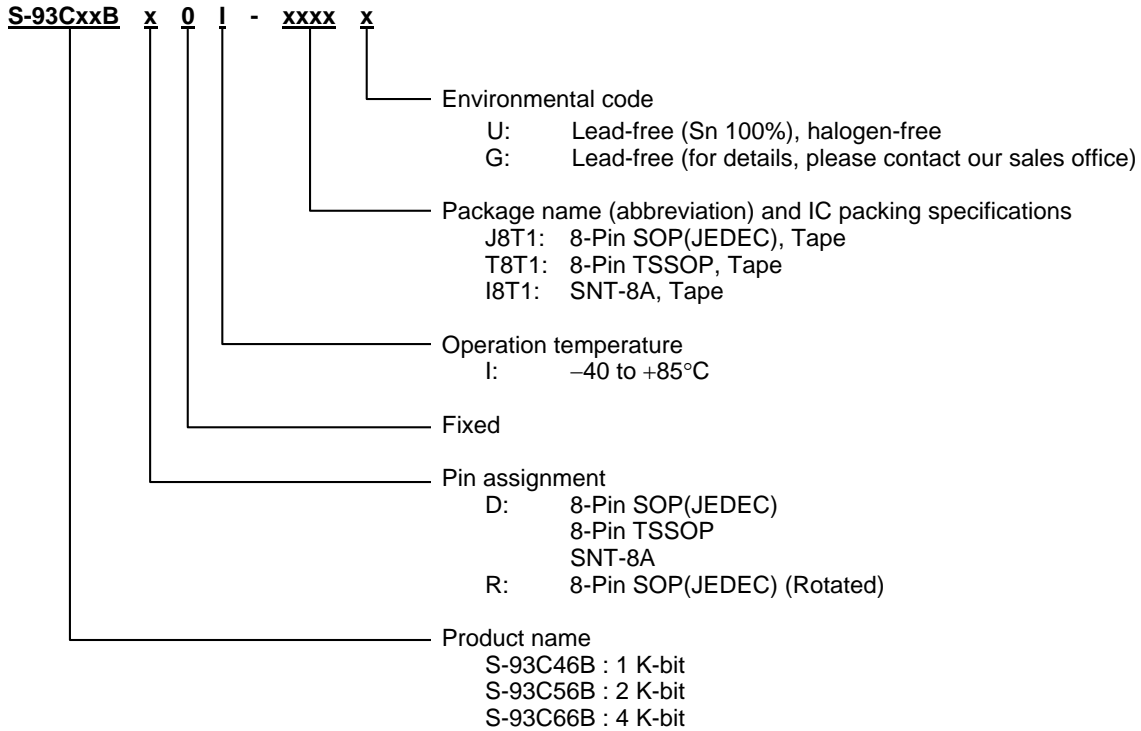 S-93CxxB x 0 I - xxxx x
Environmental code
U: Lead-free (Sn 100%), halogen-free
G: Lead-free (for details, please contact our sales office)
Package name (abbreviation) and IC packing specifications
J8T1: 8-Pin SOP(JEDEC), Tape
T8T1: 8-Pin TSSOP, Tape
I8T1: SNT-8A, Tape
Operation temperature
I: −40 to +85°C
Fixed
Pin assignment
D: 8-Pin SOP(JEDEC)
8-Pin TSSOP
SNT-8A
R: 8-Pin SOP(JEDEC) (Rotated)
Product name
S-93C46B : 1 K-bit
S-93C56B : 2 K-bit
S-93C66B : 4 K-bit